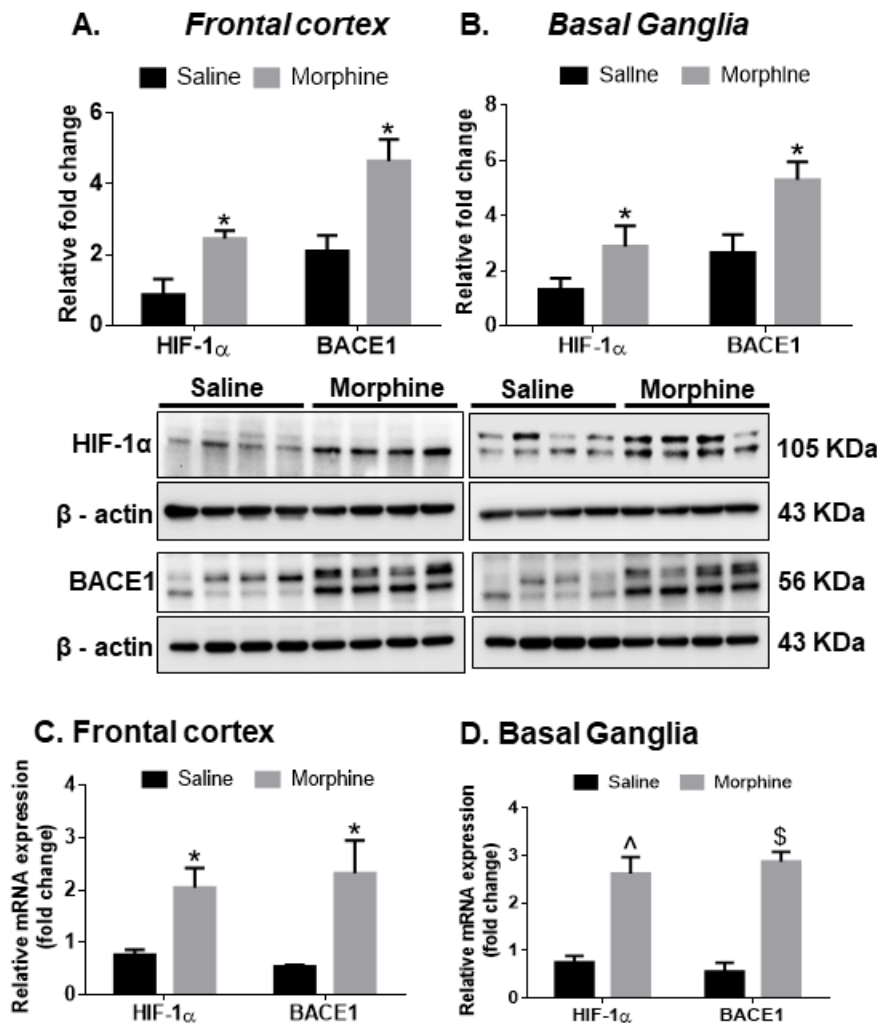 A. Frontal cortex
Saline Morphine
Relative fold change
6
4
2
0
* *
HIF-1α BACE1
B. Basal Ganglia
Saline Morphine
Relative fold change
8
6
4
2
0
* *
HIF-1α BACE1
Saline Morphine Saline Morphine
HIF-1α 105 KDa
β - actin 43 KDa
BACE1 56 KDa
β - actin 43 KDa
C. Frontal cortex
Saline Morphine
Relative mRNA expression
(fold change)
4
3
2
1
0
* *
HIF-1α BACE1
D. Basal Ganglia
Saline Morphine
Relative mRNA expression
(fold change)
4
3
2
1
0
^ $
HIF-1α BACE1